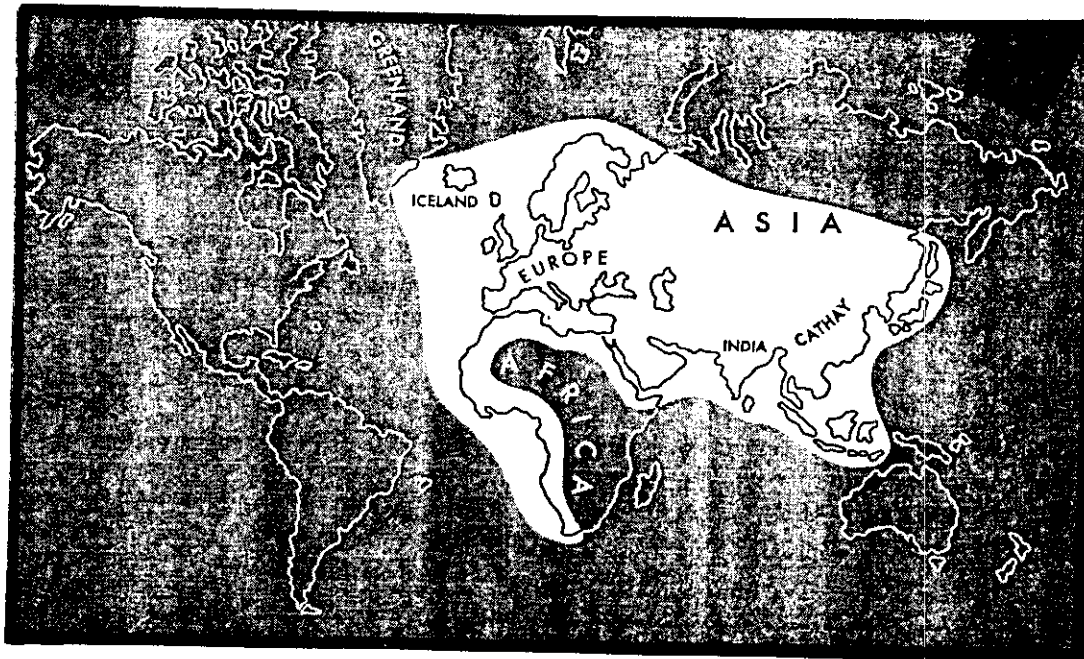 GREENLAND
ICELAND
ASIA
EUROPE
CATHAY
INDIA
AFRICA